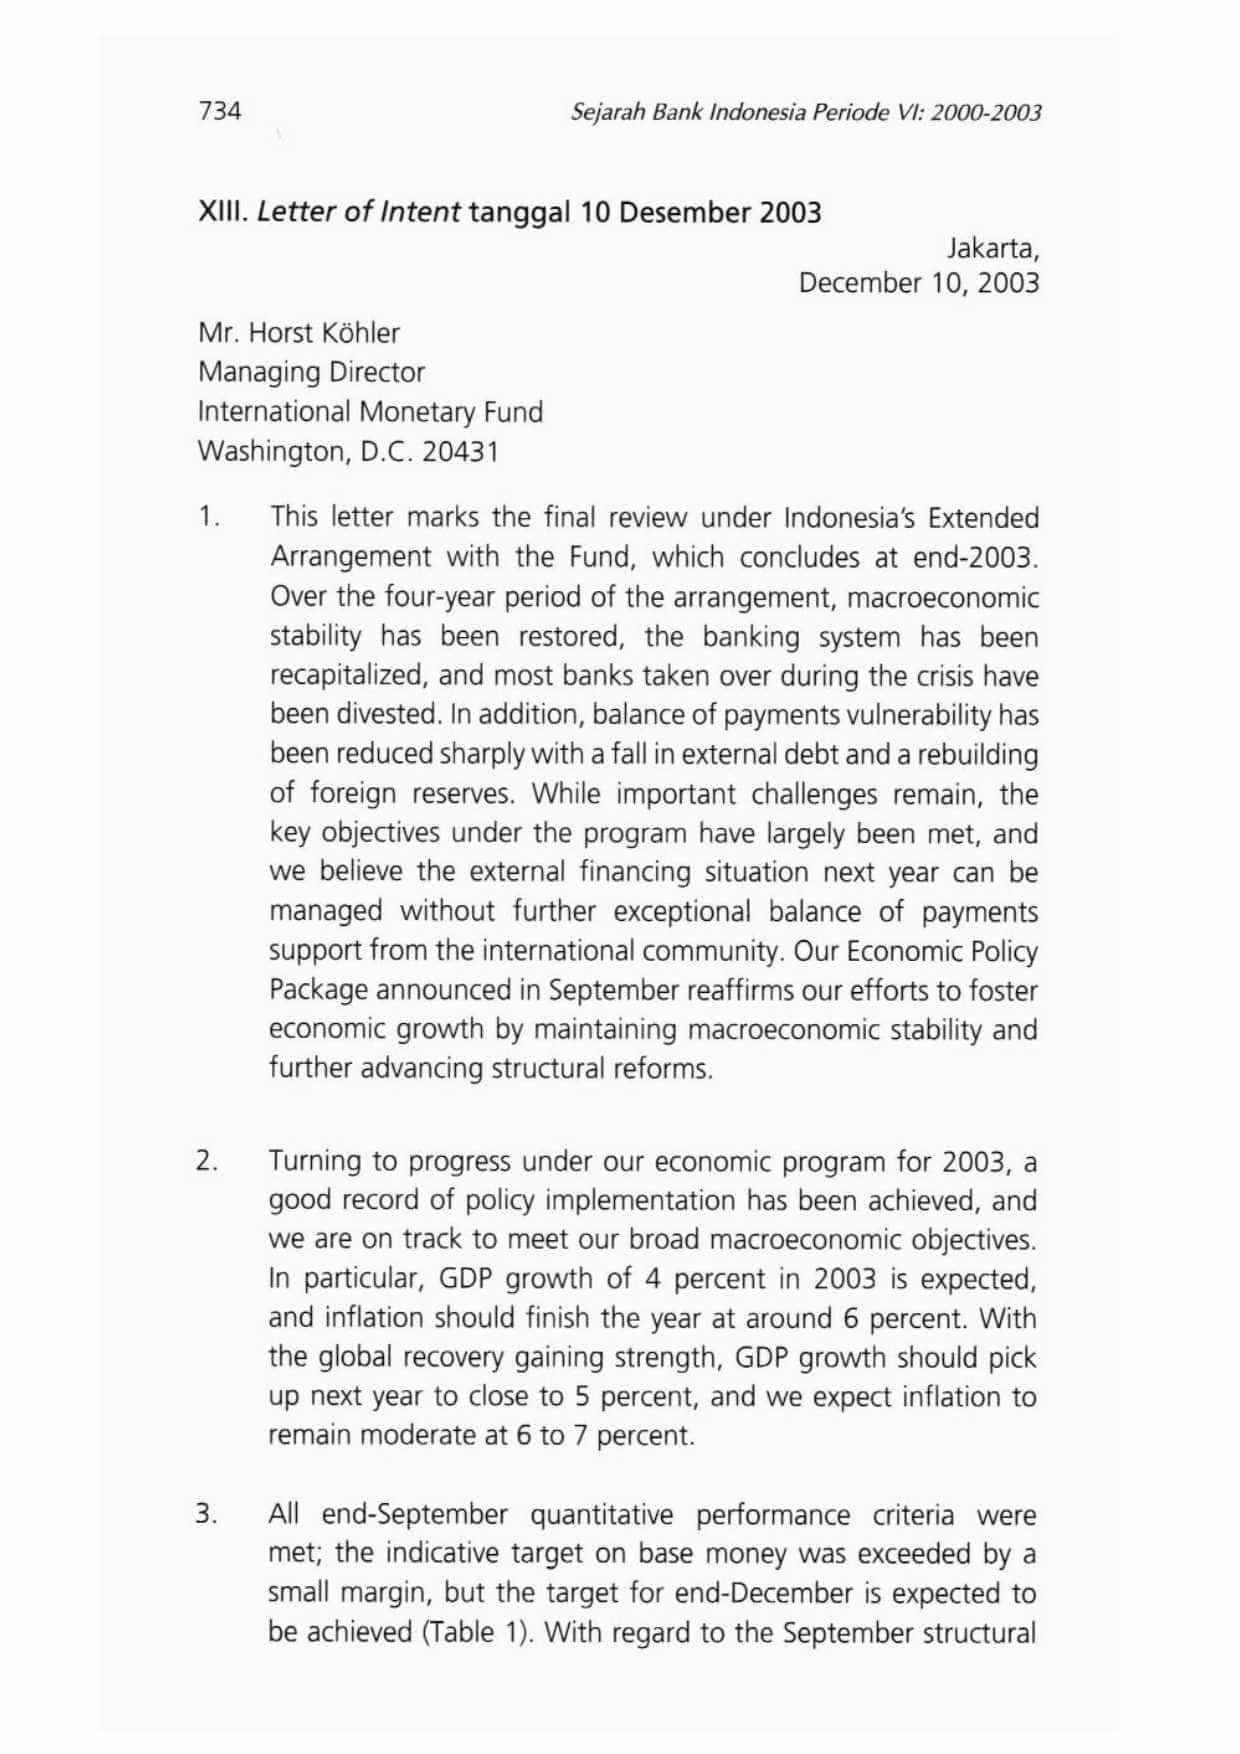 734
Sejarah Bank Indonesia Periode VI: 2000-2003
XIII. Letter of Intent tanggal 10 Desember 2003
Jakarta,
December 10, 2003
Mr. Horst Köhler
Managing Director
International Monetary Fund
Washington, D.C. 20431
1. This letter marks the final review under Indonesia's Extended
Arrangement with the Fund, which concludes at end-2003.
Over the four-year period of the arrangement, macroeconomic
stability has been restored, the banking system has been
recapitalized, and most banks taken over during the crisis have
been divested. In addition, balance of payments vulnerability has
been reduced sharply with a fall in external debt and a rebuilding
of foreign reserves. While important challenges remain, the
key objectives under the program have largely been met, and
we believe the external financing situation next year can be
managed without further exceptional balance of payments
support from the international community. Our Economic Policy
Package announced in September reaffirms our efforts to foster
economic growth by maintaining macroeconomic stability and
further advancing structural reforms.
2. Turning to progress under our economic program for 2003, a
good record of policy implementation has been achieved, and
we are on track to meet our broad macroeconomic objectives.
In particular, GDP growth of 4 percent in 2003 is expected,
and inflation should finish the year at around 6 percent. With
the global recovery gaining strength, GDP growth should pick
up next year to close to 5 percent, and we expect inflation to
remain moderate at 6 to 7 percent.
3. All end-September quantitative performance criteria were
met; the indicative target on base money was exceeded by a
small margin, but the target for end-December is expected to
be achieved (Table 1). With regard to the September structural